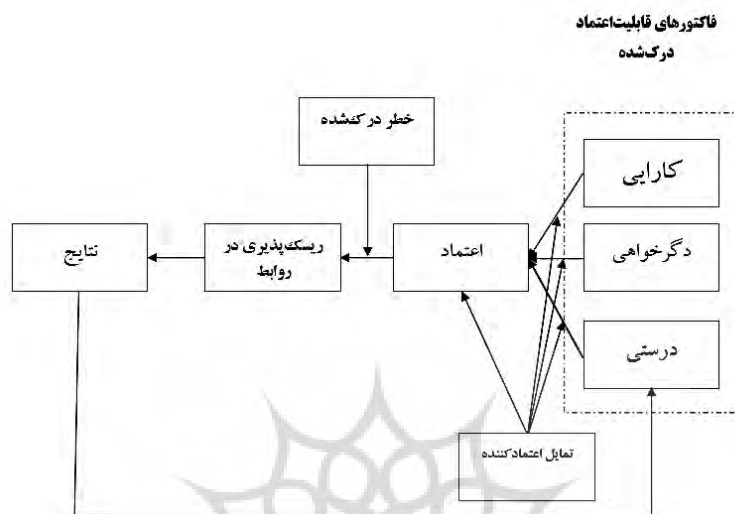 فاکتورهای قابلیت‌اعتماد
درک‌شده
خطر درک‌شده
کارایی
دگرخواهی
اعتماد
ریسک‌پذیری در
روابط
نتایج
درستی
تمایل اعتمادکننده